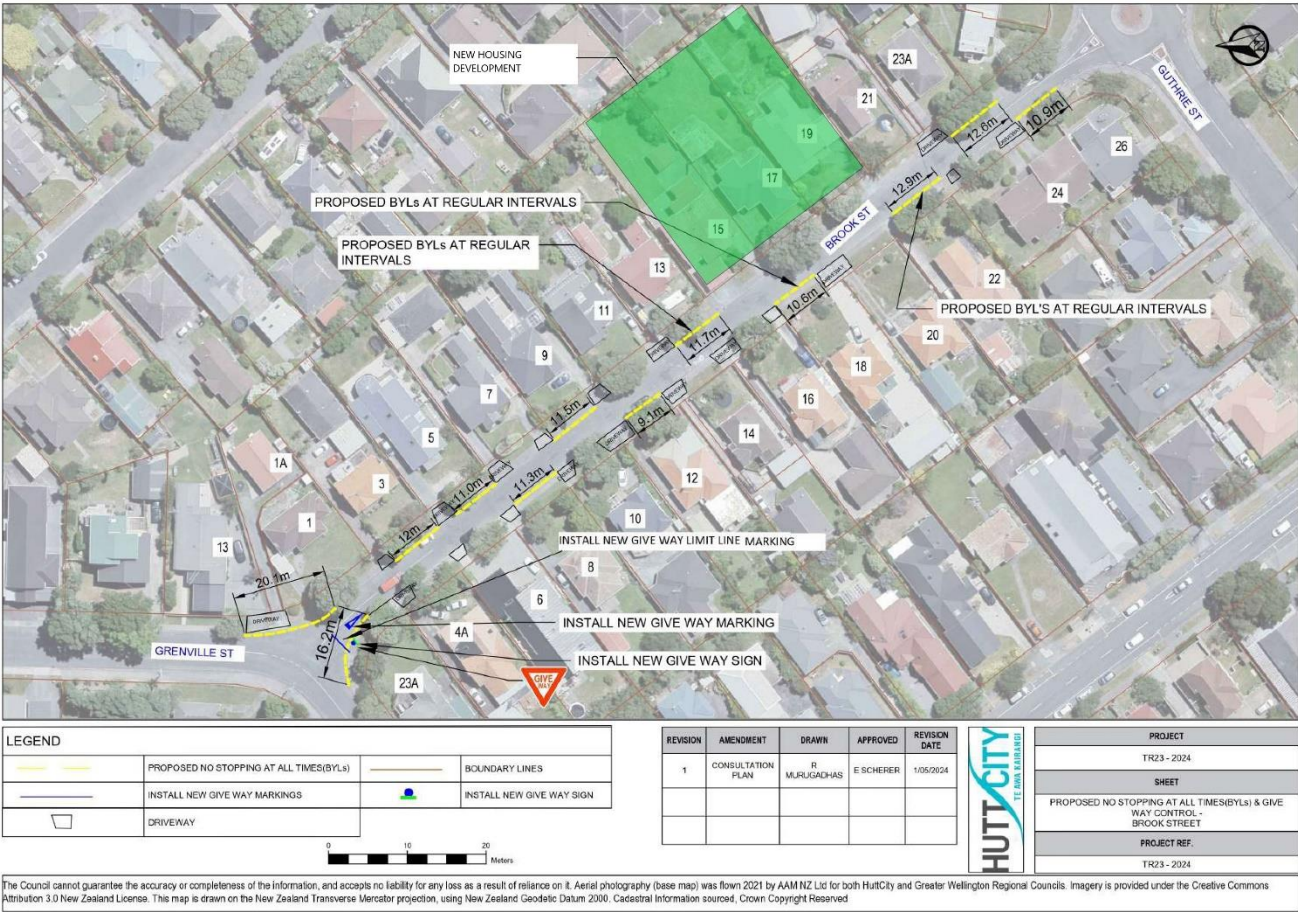 NEW HOUSING
DEVELOPMENT
23A
21
GUTHRIE ST
19
12.6m
10.9m
DRIVEWAY
DRIVEWAY
26
17
12.9m
24
PROPOSED BYLs AT REGULAR INTERVALS
15
BROOK ST
PROPOSED BYLs AT REGULAR
INTERVALS
13
DRIVEWAY
22
10.6m
PROPOSED BYL'S AT REGULAR INTERVALS
11
11.7m
DRIVEWAY
DRIVEWAY
20
9
18
7
11.5m
DRIVEWAY
9.1m
16
5
DRIVEWAY
14
1A
DRIVEWAY
11.0m
11.3m
3
12
10
1
12m
INSTALL NEW GIVE WAY LIMIT LINE MARKING
13
8
20.1m
6
DRIVEWAY
16.2m
INSTALL NEW GIVE WAY MARKING
4A
GRENVILLE ST
INSTALL NEW GIVE WAY SIGN
23A
GIVE
WAY
LEGEND
PROPOSED NO STOPPING AT ALL TIMES(BYLs)
BOUNDARY LINES
INSTALL NEW GIVE WAY MARKINGS
INSTALL NEW GIVE WAY SIGN
DRIVEWAY
0 10 20
Meters
REVISION AMENDMENT DRAWN APPROVED REVISION
DATE
1 CONSULTATION
PLAN R
MURUGADHAS E SCHERER 1/05/2024
HUTT CITY
TE AWA KAIRANGI
PROJECT
TR23 - 2024
SHEET
PROPOSED NO STOPPING AT ALL TIMES(BYLs) & GIVE
WAY CONTROL -
BROOK STREET
PROJECT REF.
TR23 - 2024
The Council cannot guarantee the accuracy or completeness of the information, and accepts no liability for any loss as a result of reliance on it. Aerial photography (base map) was flown 2021 by AAM NZ Ltd for both HuttCity and Greater Wellington Regional Councils. Imagery is provided under the Creative Commons
Attribution 3.0 New Zealand License. This map is drawn on the New Zealand Transverse Mercator projection, using New Zealand Geodetic Datum 2000. Cadastral Information sourced, Crown Copyright Reserved